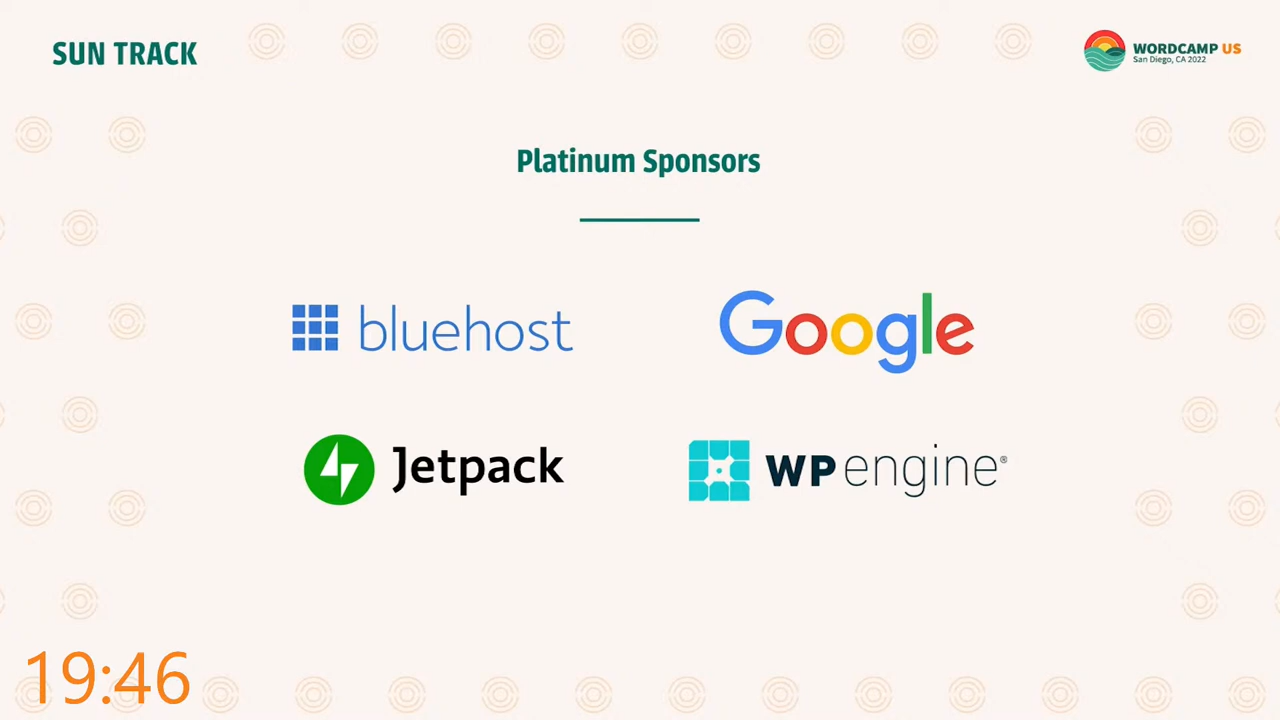 SUN TRACK
WORDCAMP US
San Diego, CA 2022
Platinum Sponsors
bluehost
Google
Jetpack
WP engine®
19:46